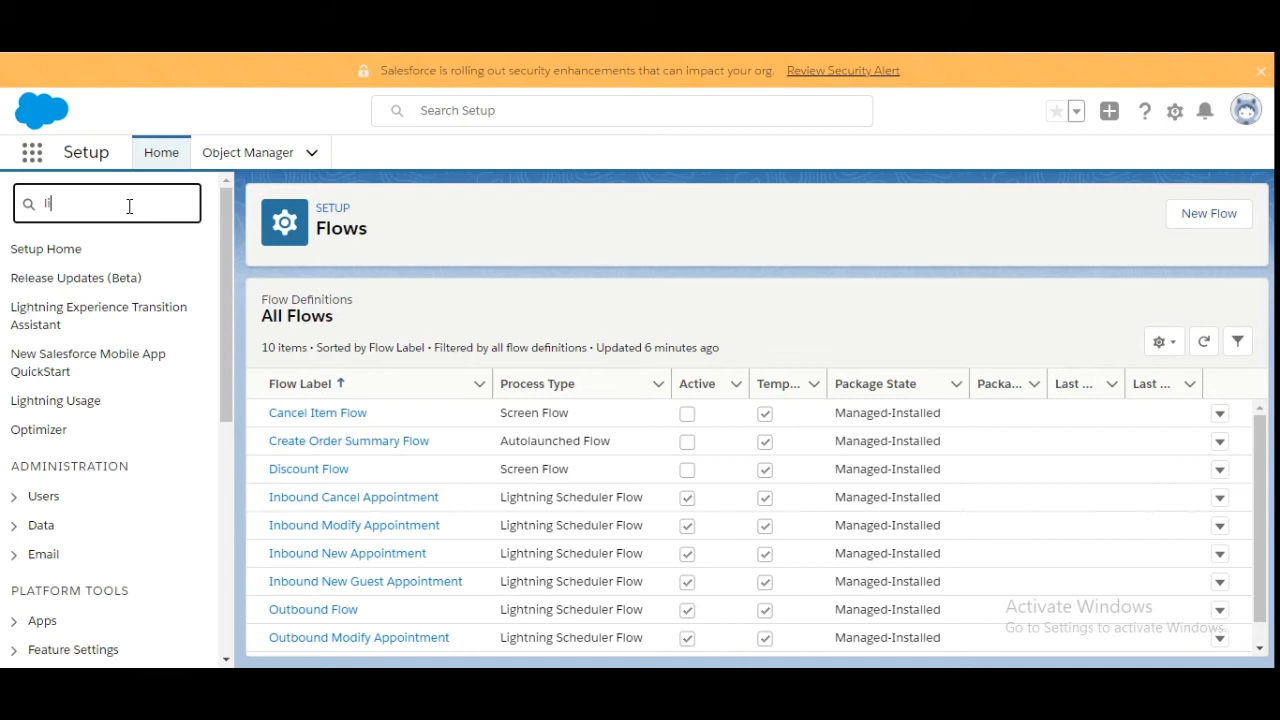 Salesforce is rolling out security enhancements that can impact your org. Review Security Alert
Search Setup
Setup Home Object Manager
li
Setup Home
Release Updates (Beta)
Lightning Experience Transition
Assistant
New Salesforce Mobile App
QuickStart
Lightning Usage
Optimizer
ADMINISTRATION
Users
Data
Email
PLATFORM TOOLS
Apps
Feature Settings
SETUP
Flows
New Flow
Flow Definitions
All Flows
10 items • Sorted by Flow Label • Filtered by all flow definitions • Updated 6 minutes ago
Flow Label Process Type Active Temp... Package State Packa... Last ... Last ...
Cancel Item Flow Screen Flow Managed-Installed
Create Order Summary Flow Autolaunched Flow Managed-Installed
Discount Flow Screen Flow Managed-Installed
Inbound Cancel Appointment Lightning Scheduler Flow Managed-Installed
Inbound Modify Appointment Lightning Scheduler Flow Managed-Installed
Inbound New Appointment Lightning Scheduler Flow Managed-Installed
Inbound New Guest Appointment Lightning Scheduler Flow Managed-Installed
Outbound Flow Lightning Scheduler Flow Managed-Installed
Outbound Modify Appointment Lightning Scheduler Flow Managed-Installed
Activate Windows
Go to Settings to activate Windows.